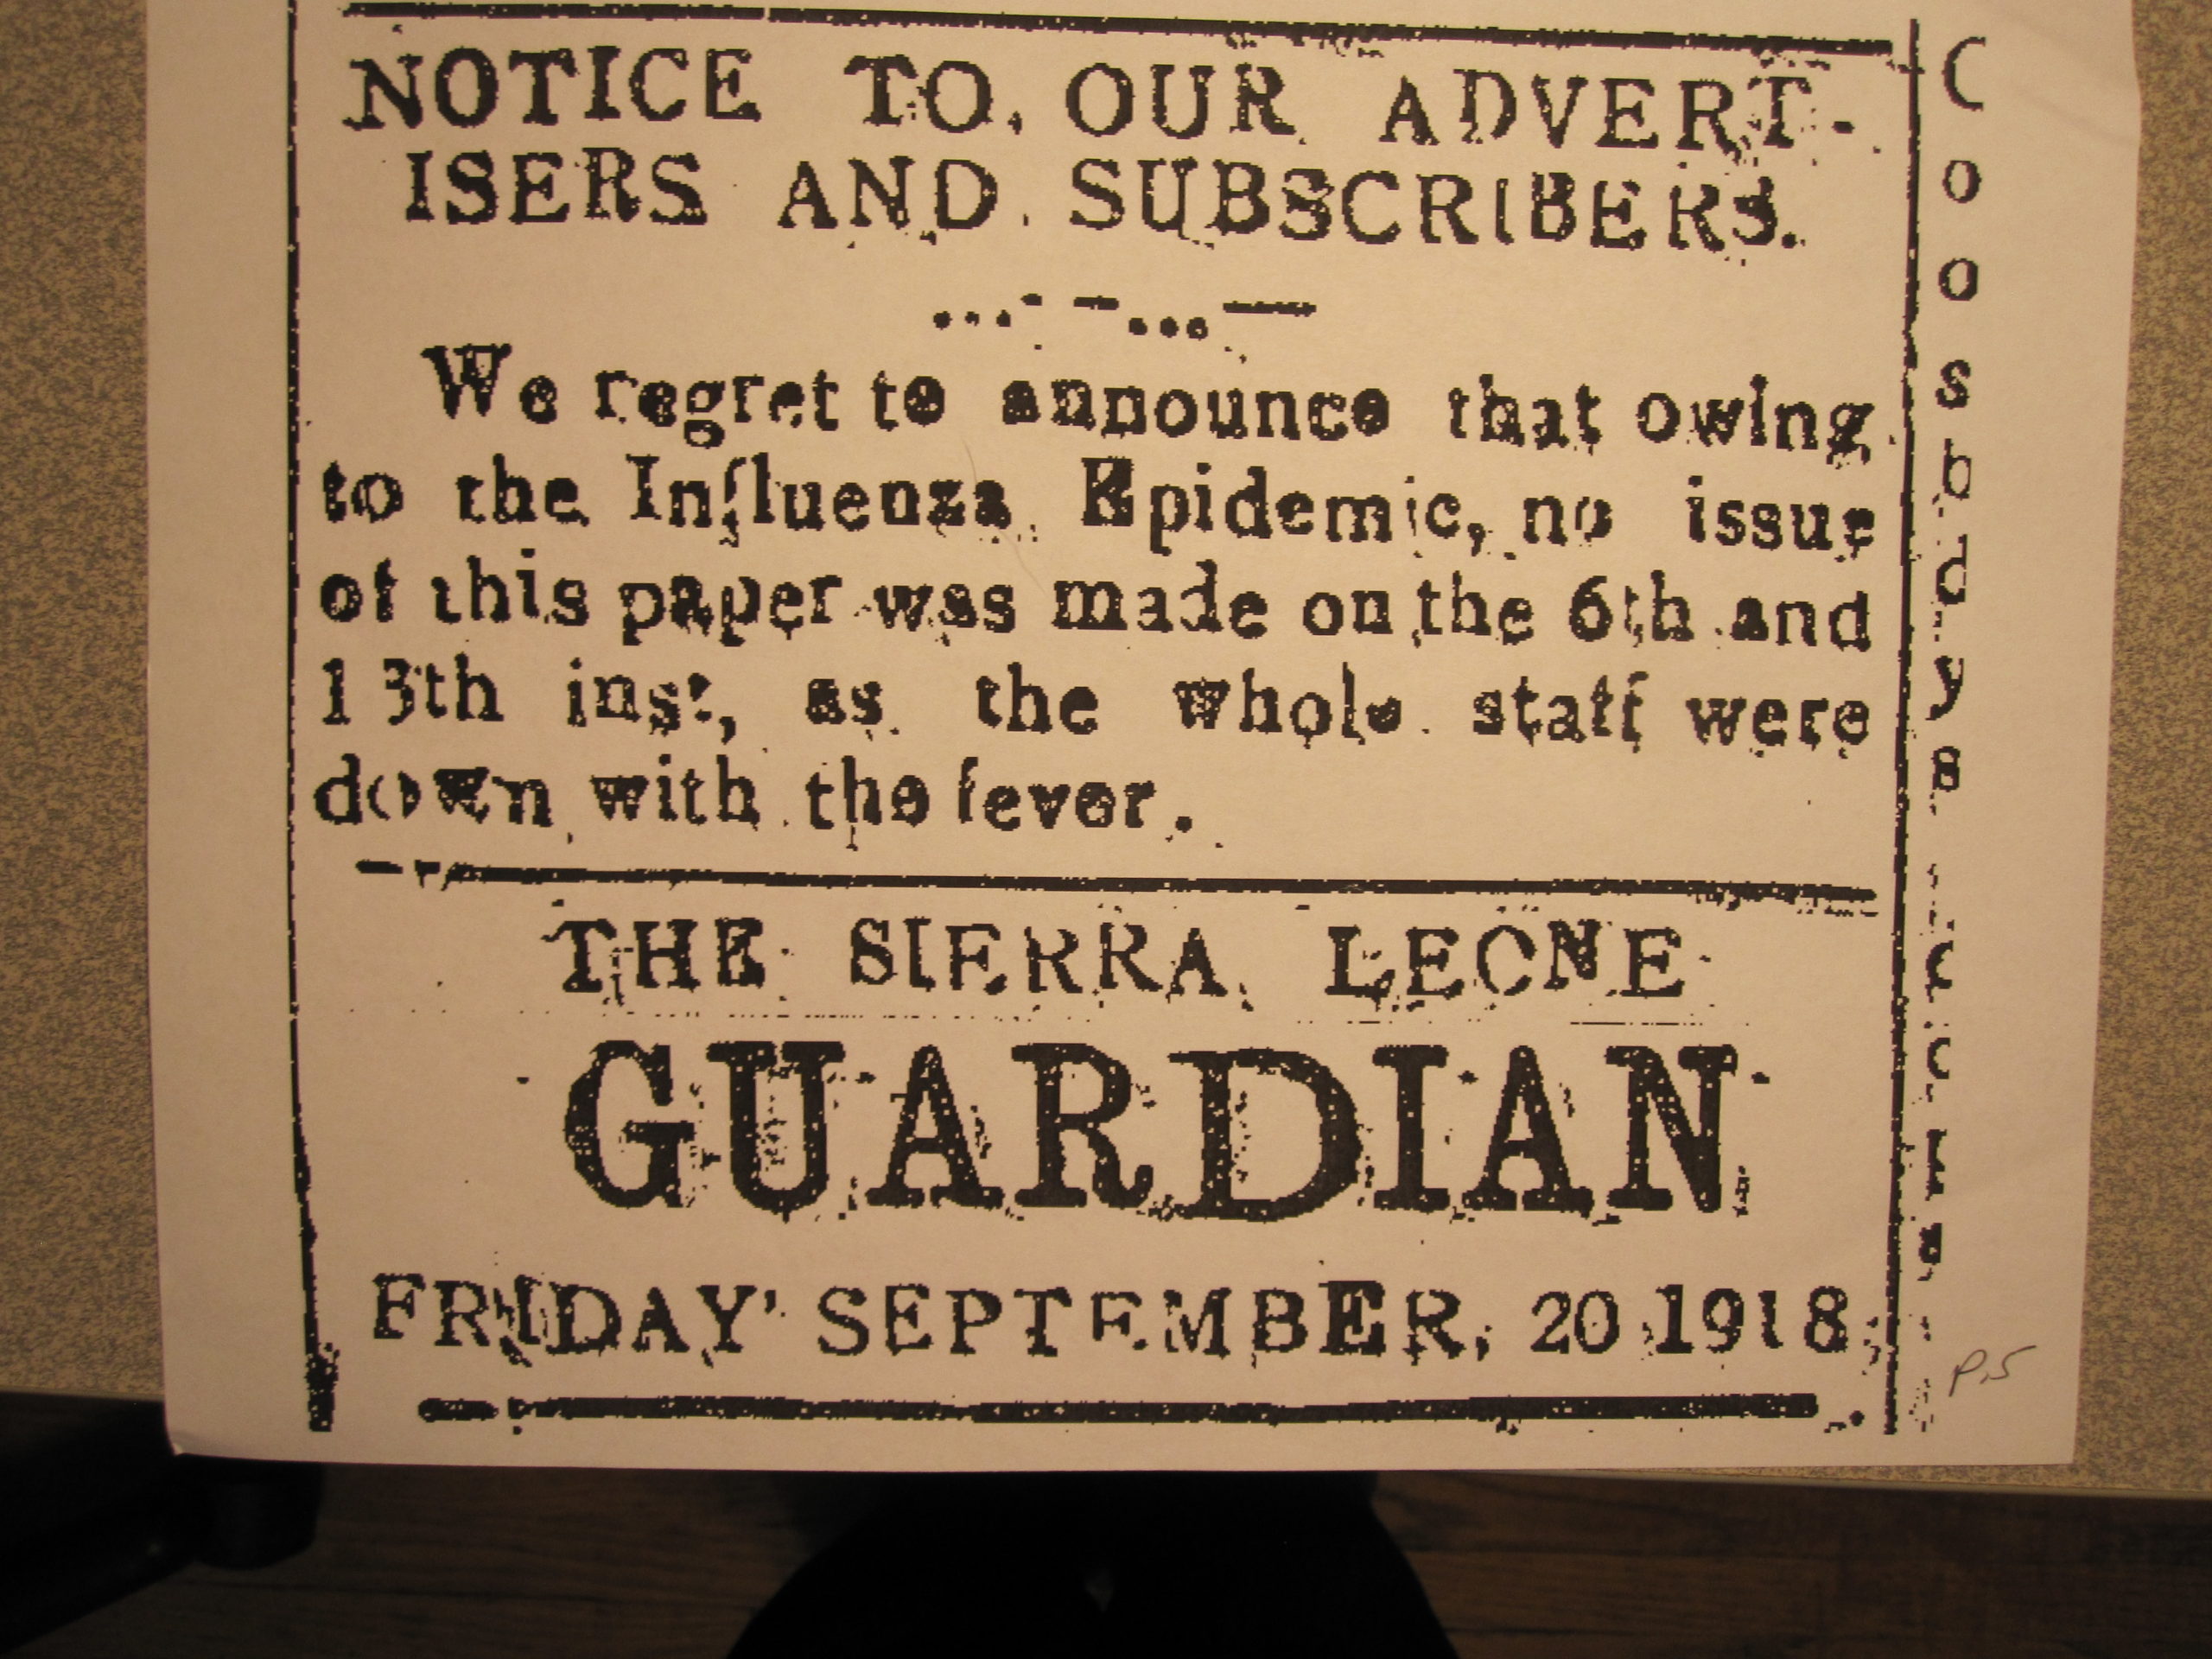 NOTICE TO, OUR ADVERT-
ISERS AND SUBSCRIBERS.
We regret to announce that owing
to the Influenza Epidemic, no issue
of this paper was made on the 6th and
13th inst, as the whole staff were
down with the fever.
THE SIERRA LEONE
GUARDIAN
FRIDAY' SEPTEMBER, 20 1918
C
o
o
s
b
d
y
s
p.5